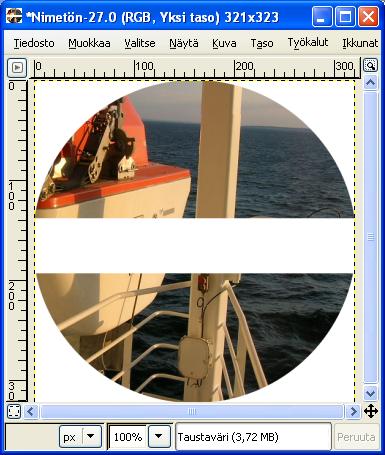 *Nimetön-27.0 (RGB, Yksi taso) 321x323
Tiedosto Muokkaa Valitse Näytä Kuva Taso Työkalut Ikkunat
0 100 200 300
0
100
200
30
px 100% Taustaväri (3,72 MB) Peruuta